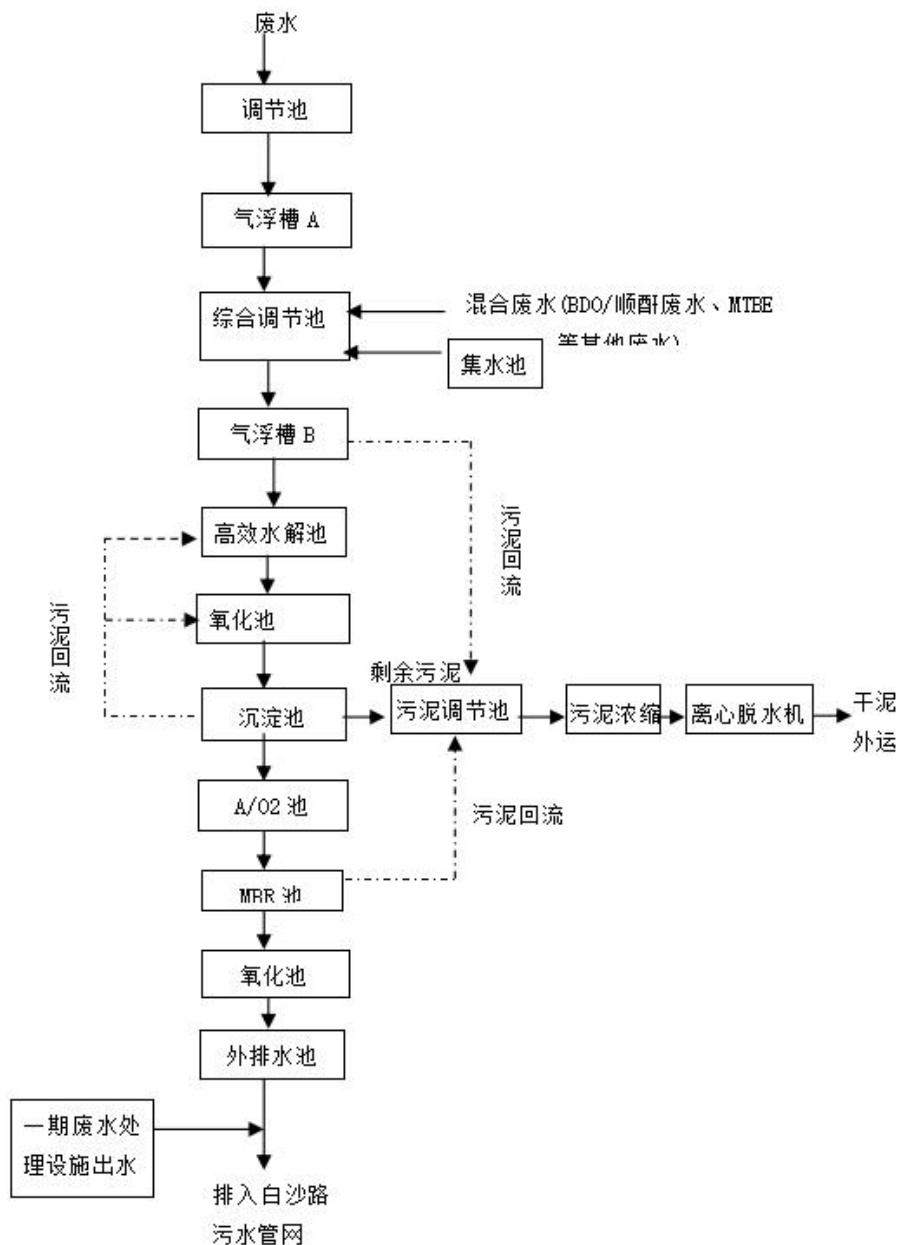 废水
调节池
气浮槽 A
综合调节池
混合废水(BDO/顺酐废水、MTBE
等其他废水)
集水池
气浮槽 B
高效水解池
污泥回流
氧化池
污泥回流
剩余污泥
沉淀池
污泥调节池
污泥浓缩
离心脱水机
干泥
外运
A/O2 池
污泥回流
MBR 池
氧化池
外排水池
一期废水处
理设施出水
排入白沙路
污水管网